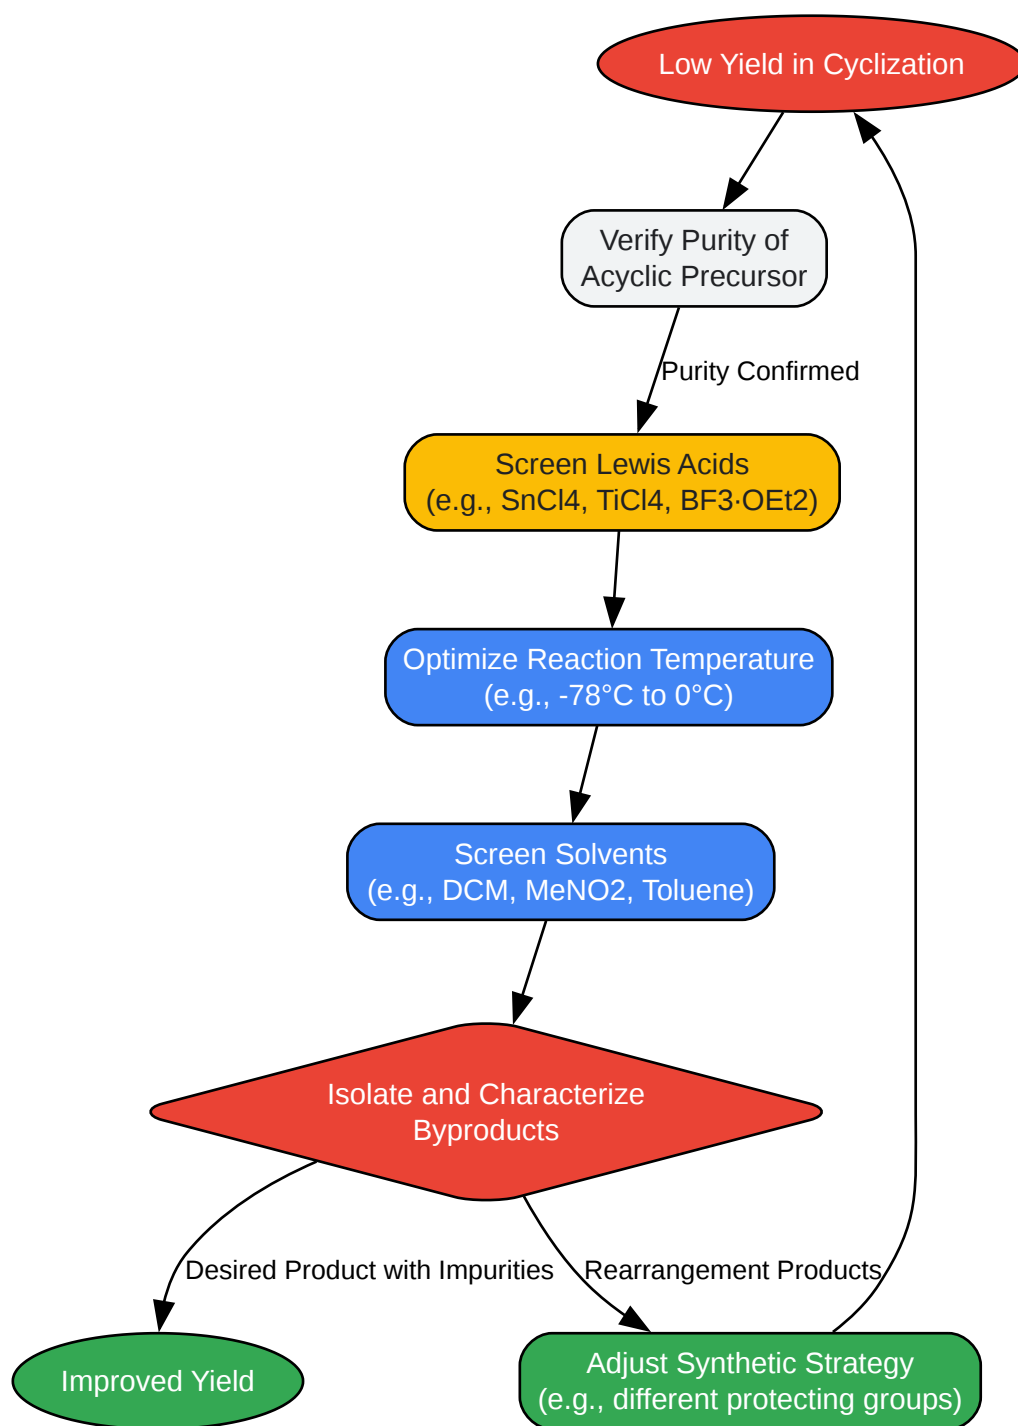 Low Yield in Cyclization
Verify Purity of
Acyclic Precursor
Purity Confirmed
Screen Lewis Acids
(e.g., SnCl4, TiCl4, BF3·OEt2)
Optimize Reaction Temperature
(e.g., -78°C to 0°C)
Screen Solvents
(e.g., DCM, MeNO2, Toluene)
Isolate and Characterize
Byproducts
Desired Product with Impurities
Rearrangement Products
Improved Yield
Adjust Synthetic Strategy
(e.g., different protecting groups)